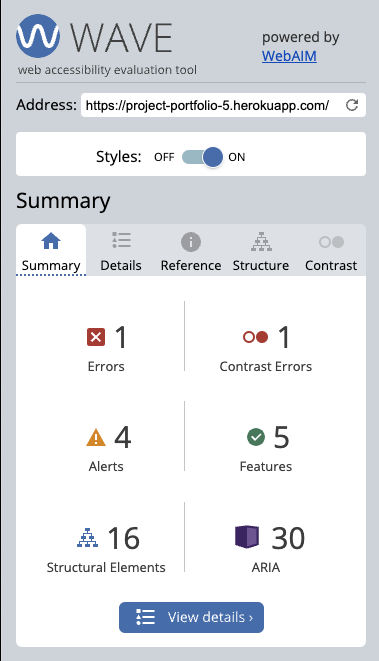 WAVE
powered by
WebAIM
web accessibility evaluation tool
Address: https://project-portfolio-5.herokuapp.com/
Styles: OFF ON
Summary
Summary Details Reference Structure Contrast
1 1
Errors Contrast Errors
4 5
Alerts Features
16 30
Structural Elements ARIA
View details ›